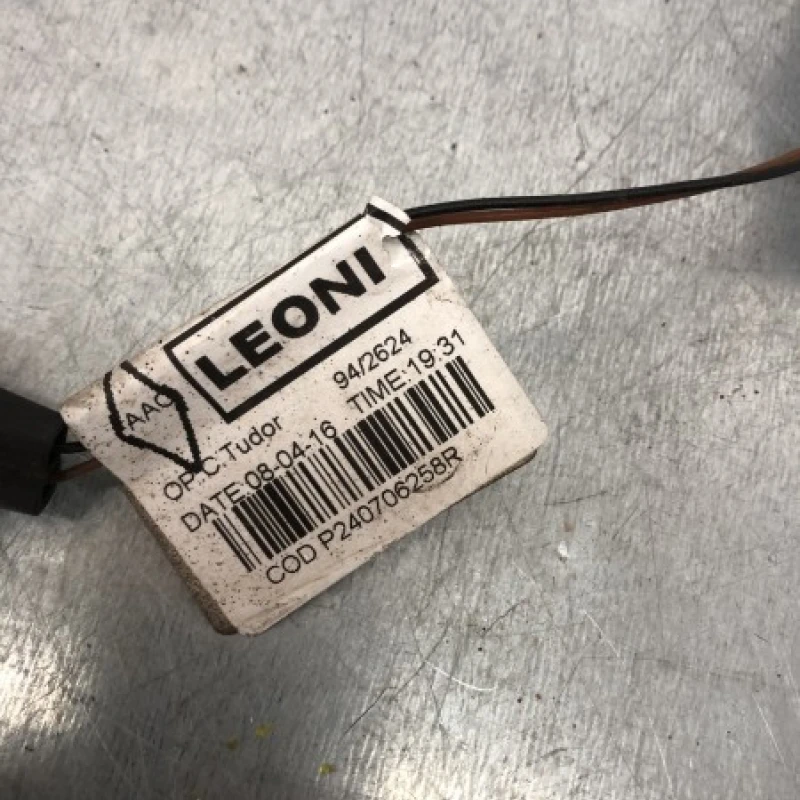 LEONI
AAC
94/2624
OP:C.Tudor
TIME:19:31
DATE:08-04-16
COD P240706258R